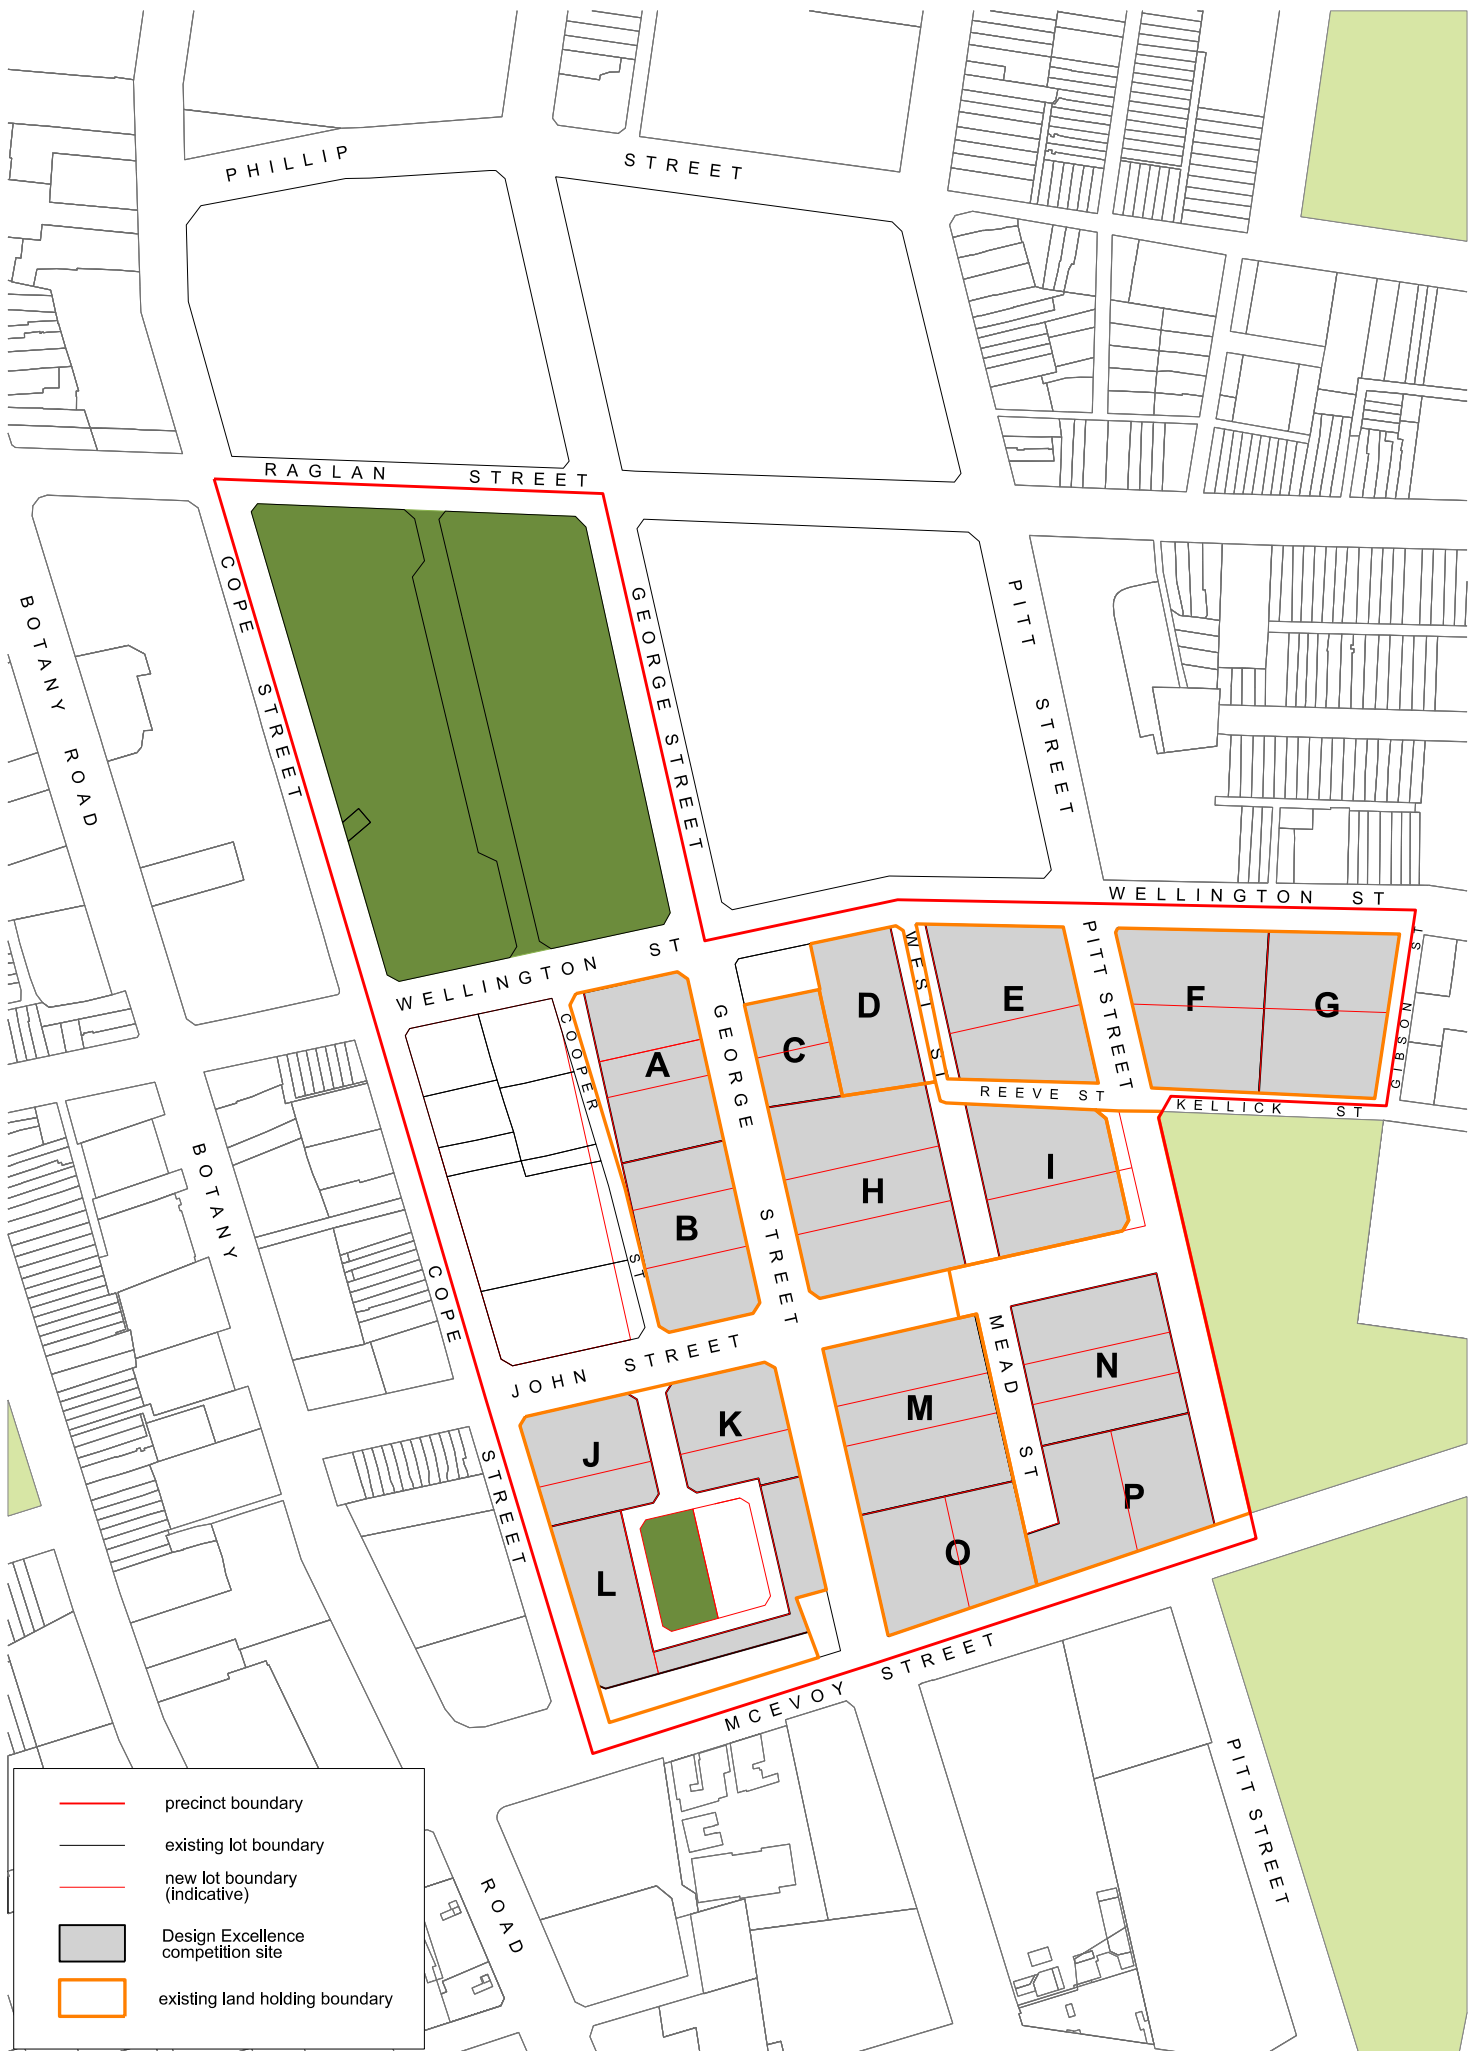 PHILLIP STREET
RAGLAN STREET
COPE STREET
GEORGE STREET
PITT STREET
BOTANY ROAD
WELLINGTON ST
WELLINGTON ST
WEST ST
PITT STREET
GIBSON ST
COOPER ST
GEORGE STREET
A
B
C
D
E
F
G
REEVE ST
KELLICK ST
H
I
BOTANY
COPE STREET
JOHN STREET
MEAD ST
J
K
L
M
N
O
P
MCEVOY STREET
PITT STREET
ROAD
precinct boundary
existing lot boundary
new lot boundary
(indicative)
Design Excellence
competition site
existing land holding boundary